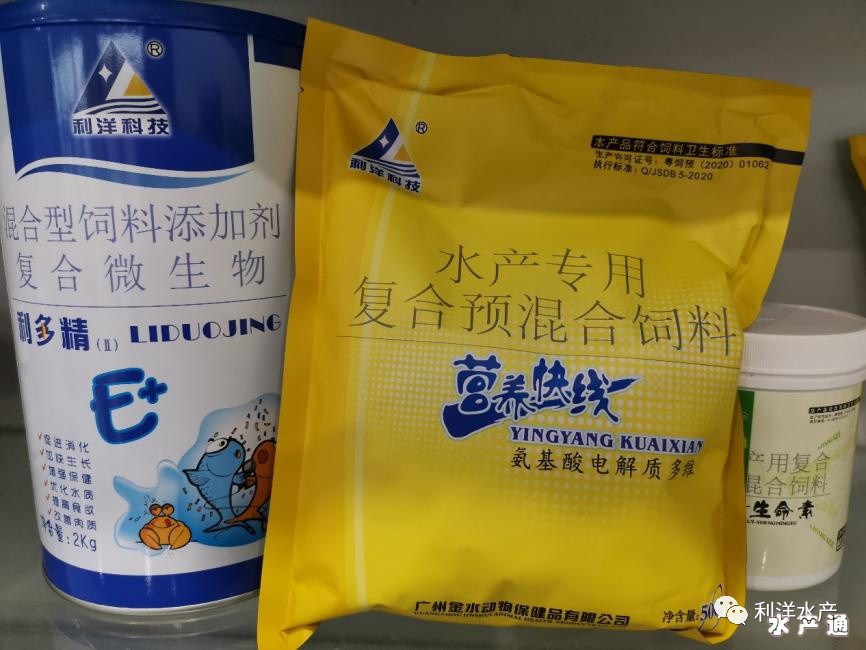 ®
利洋科技
混合型饲料添加剂
复合微生物
利多精(Ⅱ) LIDUOJING
E+
促进消化
加快生长
增强保健
优化水质
提高食欲
改善肉质
净含量:2Kg
®
利洋科技
本产品符合饲料卫生标准
生产许可证号:粤饲预(2020)01062
执行标准:Q/JSDB 5-2020
水产专用
复合预混合饲料
营养快线
YINGYANG KUAIXIAN
氨基酸电解质多维
广州金水动物保健品有限公司
GUANGZHOU JINSHUI ANIMAL HEALTH PRODUCTS CO.,LTD
净含量:50
产用复合
混合饲料
生命素
利洋水产
水产通